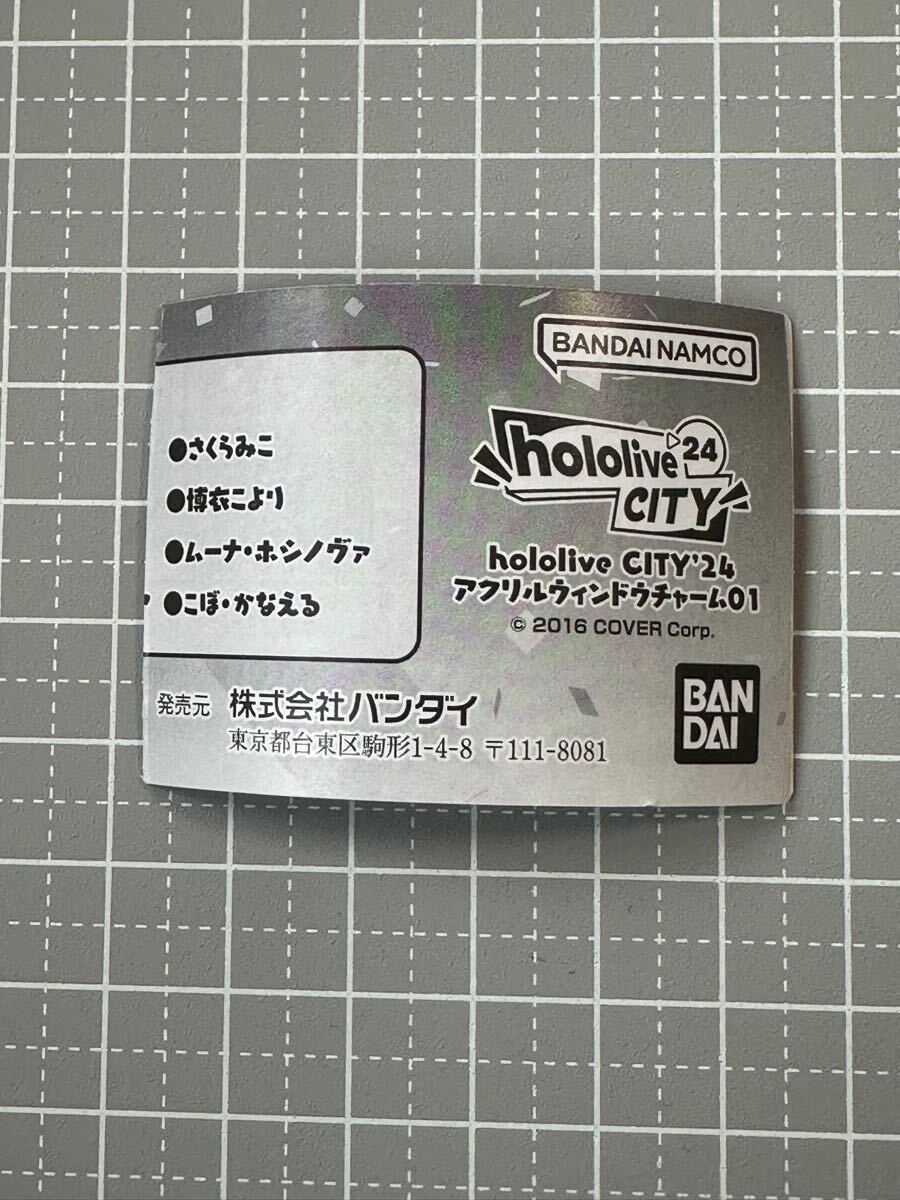 ●さくらみこ
●博衣こより
●ムーナ・ホシノヴァ
●こぼ・かなえる
BANDAI NAMCO
hololive 24
CITY
hololive CITY'24
アクリルウィンドウチャーム01
© 2016 COVER Corp.
発売元 株式会社バンダイ
東京都台東区駒形1-4-8 〒111-8081
BAN
DAI